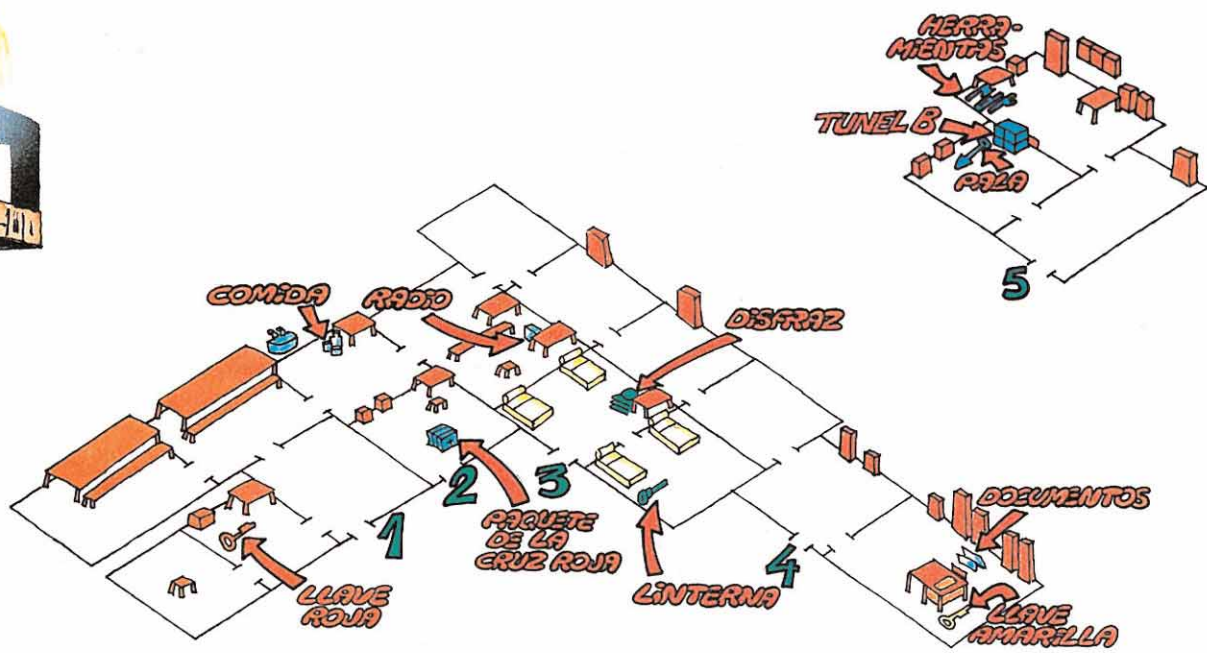 HERRA-
MIENTAS
TUNEL B
PALA
5
COMIDA
RADIO
DISFRAZ
DOCUMENTOS
1
2
3
4
PAQUETE
DE LA
CRUZ ROJA
LLAVE
ROJA
LINTERNA
LLAVE
AMARILLA